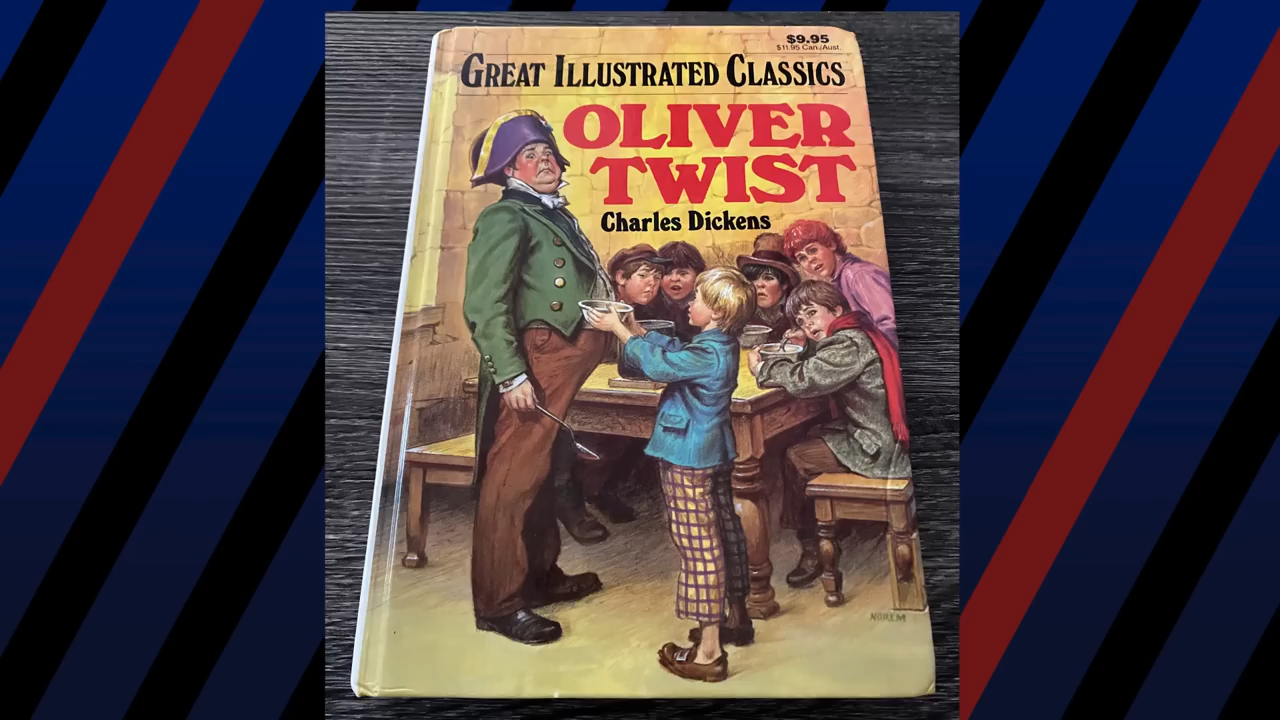 $9.95
$11.95 Can./Aust.
GREAT ILLUSTRATED CLASSICS
OLIVER
TWIST
Charles Dickens
NOREM